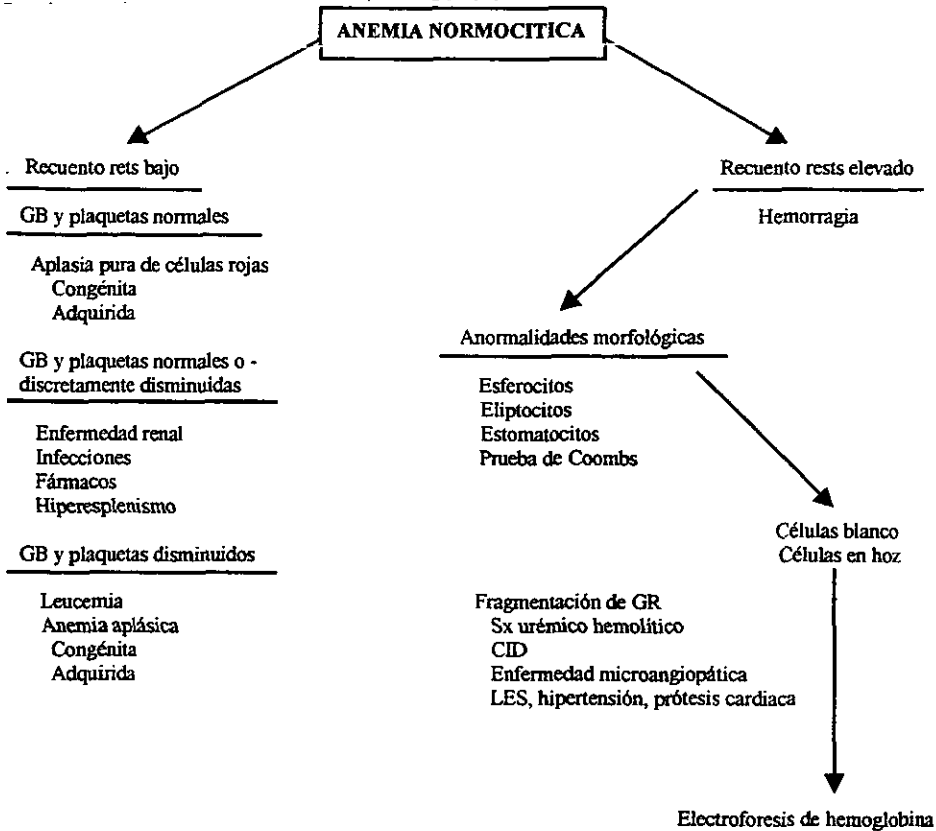 ANEMIA NORMOCITICA
Recuento rets bajo
GB y plaquetas normales
Aplasia pura de células rojas
Congénita
Adquirida
GB y plaquetas normales o -
discretamente disminuidas
Enfermedad renal
Infecciones
Fármacos
Hiperesplenismo
GB y plaquetas disminuidos
Leucemia
Anemia aplásica
Congénita
Adquirida
Recuento rests elevado
Hemorragia
Anormalidades morfológicas
Esferocitos
Eliptocitos
Estomatocitos
Prueba de Coombs
Células blanco
Células en hoz
Fragmentación de GR
Sx urémico hemolítico
CID
Enfermedad microangiopática
LES, hipertensión, prótesis cardiaca
Electroforesis de hemoglobina